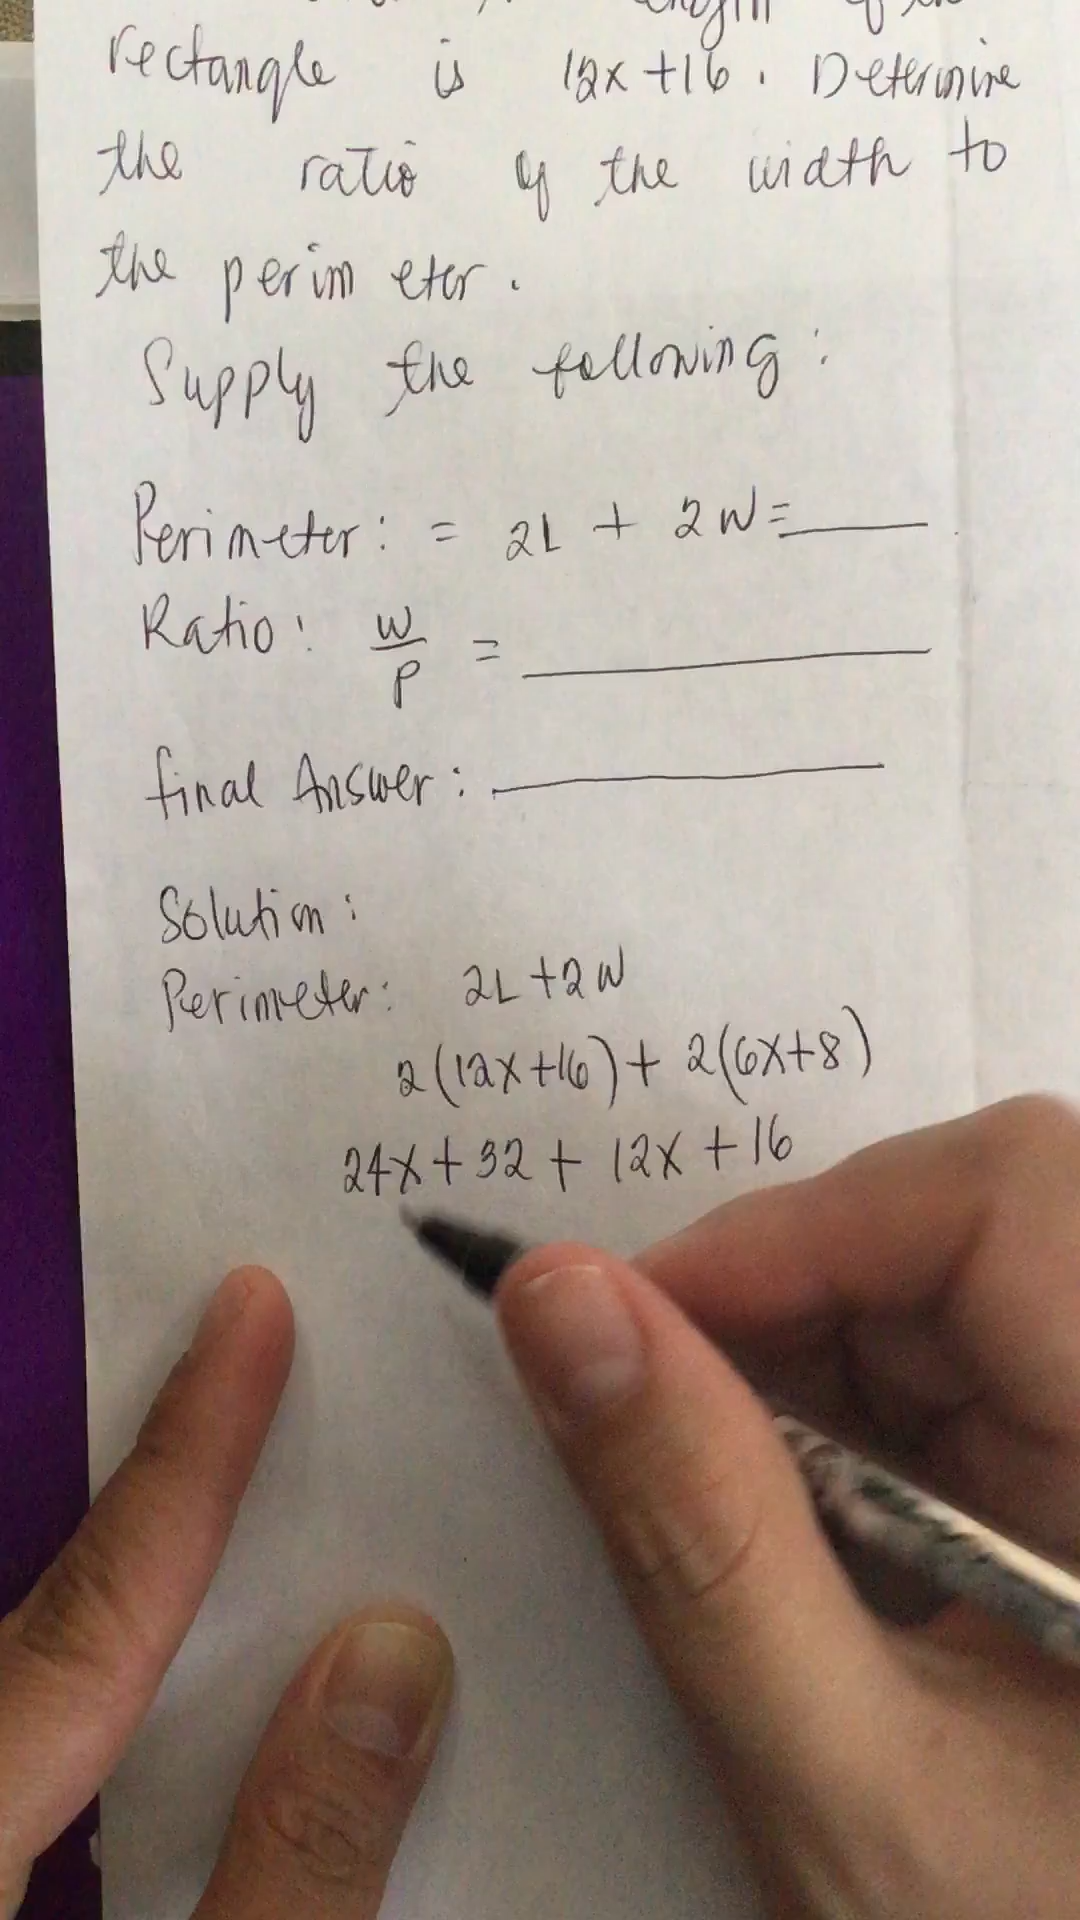 rectangle is 12x+16. Determine
the ratio of the width to
the perimeter.
Supply the following:
Perimeter: = 2L + 2W=
Ratio: W/P =
final Answer:
Solution:
Perimeter: 2L+2W
2(12x+16)+ 2(6x+8)
24x+32+ 12x+16